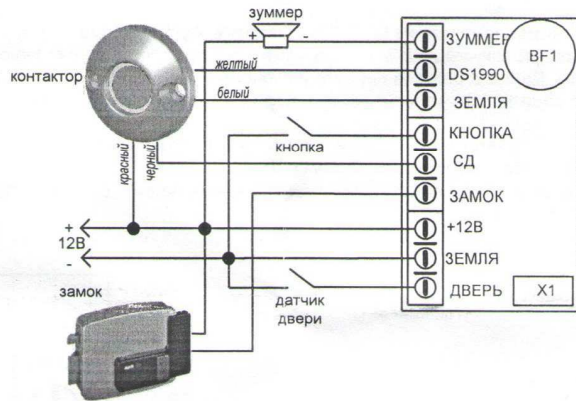 зуммер
+ -
ЗУММЕР
BF1
контактор
желтый
DS1990
белый
ЗЕМЛЯ
КНОПКА
кнопка
красный
черный
СД
ЗАМОК
+
12В
-
+12В
ЗЕМЛЯ
замок
датчик
двери
ДВЕРЬ
X1